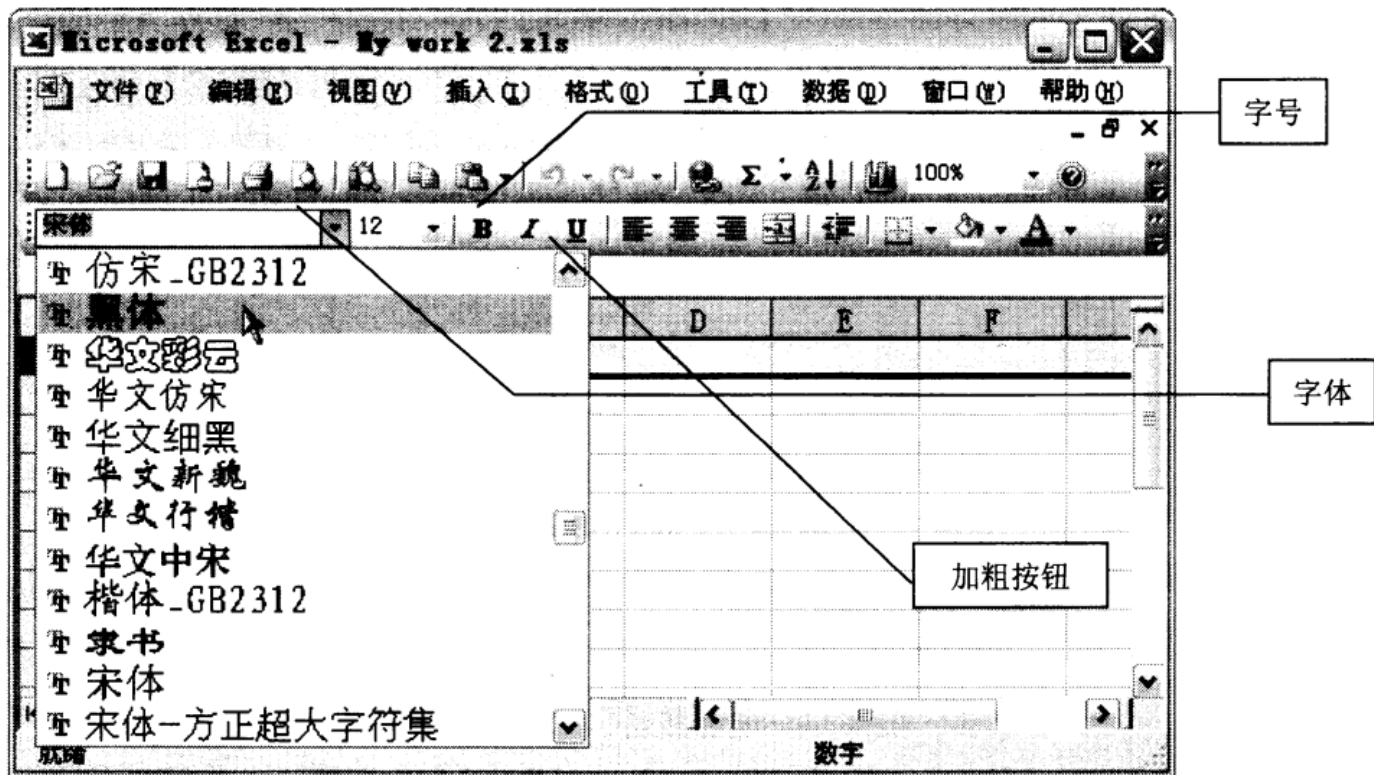 Microsoft Excel - My work 2.xls
文件(F) 编辑(E) 视图(V) 插入(I) 格式(O) 工具(T) 数据(D) 窗口(W) 帮助(H)
字号
100%
宋体 12 B I U A
仿宋_GB2312
黑体
D E F
华文彩云
华文仿宋
字体
华文细黑
华文新魏
华文行楷
华文中宋
加粗按钮
楷体_GB2312
隶书
宋体
宋体-方正超大字符集
就绪 数字